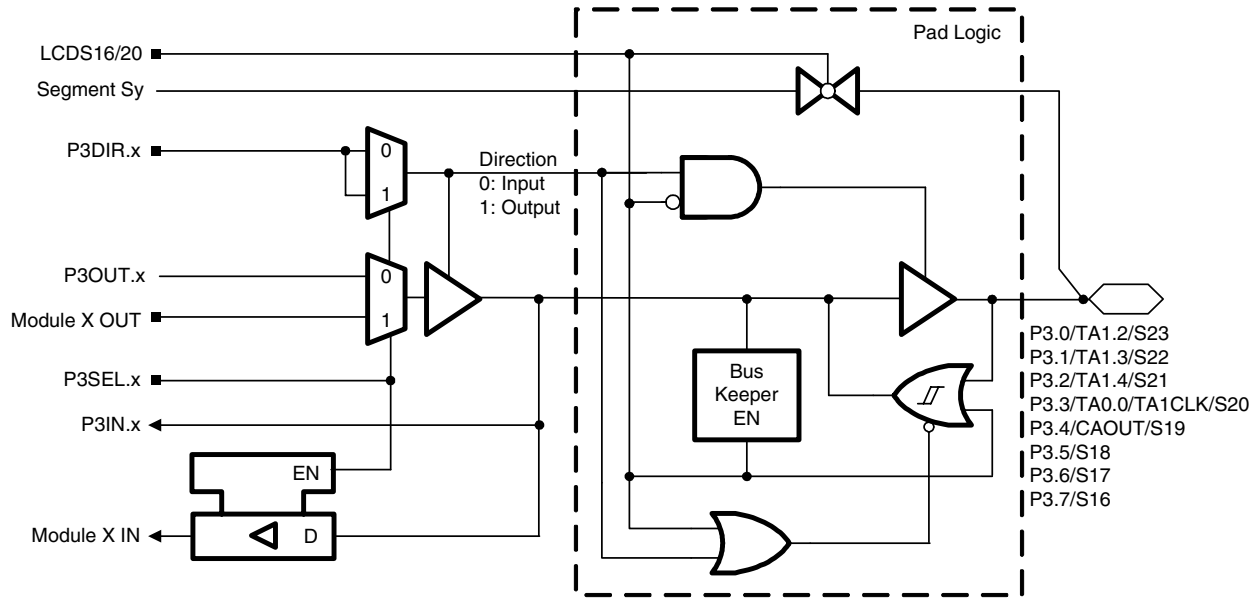 Pad Logic
LCDS16/20
Segment Sy
P3DIR.x
0
1
Direction
0: Input
1: Output
P3OUT.x
0
Module X OUT
1
P3SEL.x
P3IN.x
EN
Module X IN
D
Bus
Keeper
EN
P3.0/TA1.2/S23
P3.1/TA1.3/S22
P3.2/TA1.4/S21
P3.3/TA0.0/TA1CLK/S20
P3.4/CAOUT/S19
P3.5/S18
P3.6/S17
P3.7/S16